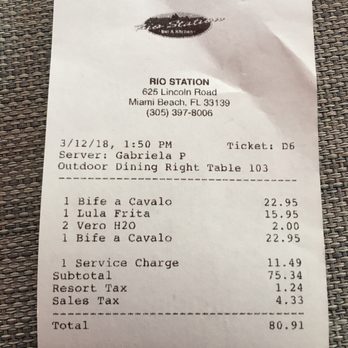 Rio Station
Bar & Kitchen
RIO STATION
625 Lincoln Road
Miami Beach, FL 33139
(305) 397-8006
3/12/18, 1:50 PM Ticket: D6
Server: Gabriela P
Outdoor Dining Right Table 103
1 Bife a Cavalo 22.95
1 Lula Frita 15.95
2 Vero H2O 2.00
1 Bife a Cavalo 22.95
1 Service Charge 11.49
Subtotal 75.34
Resort Tax 1.24
Sales Tax 4.33
Total 80.91